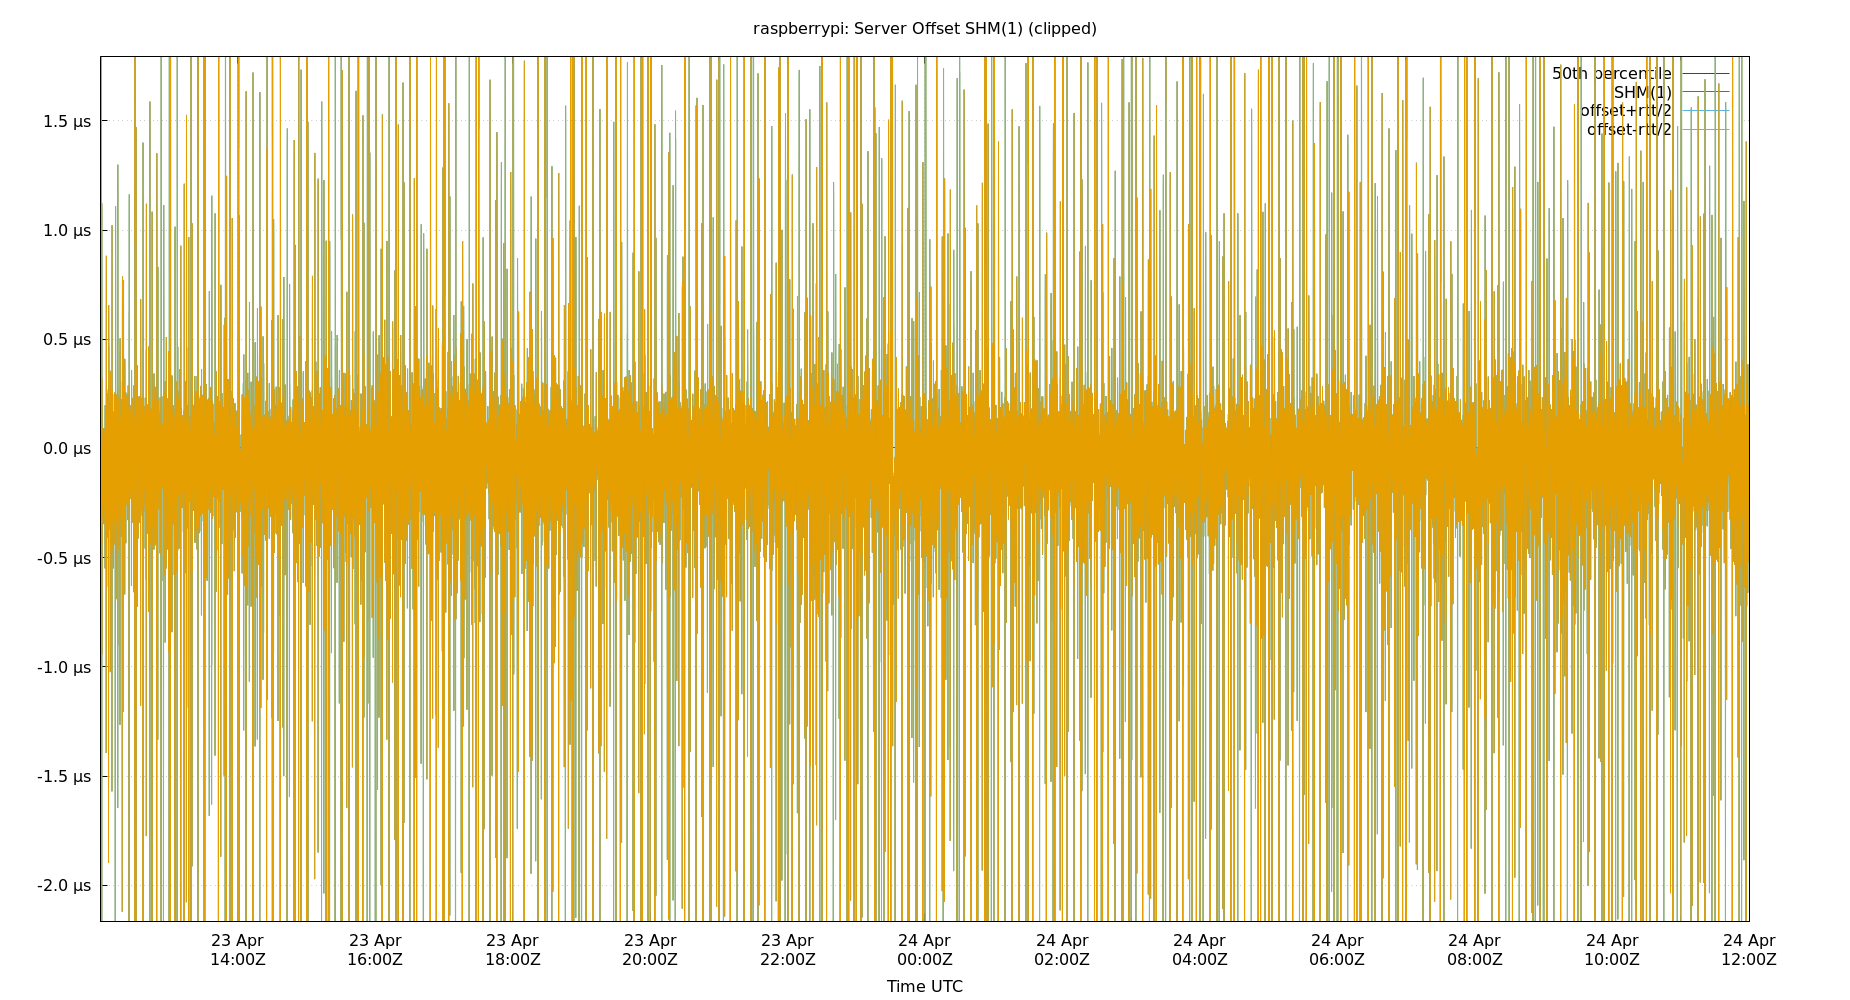 raspberrypi: Server Offset SHM(1) (clipped)
50th percentile
SHM(1)
offset+rtt/2
offset-rtt/2
1.5 µs
1.0 µs
0.5 µs
0.0 µs
-0.5 µs
-1.0 µs
-1.5 µs
-2.0 µs
23 Apr 23 Apr 23 Apr 23 Apr 23 Apr 24 Apr 24 Apr 24 Apr 24 Apr 24 Apr 24 Apr 24 Apr
14:00Z 16:00Z 18:00Z 20:00Z 22:00Z 00:00Z 02:00Z 04:00Z 06:00Z 08:00Z 10:00Z 12:00Z
Time UTC